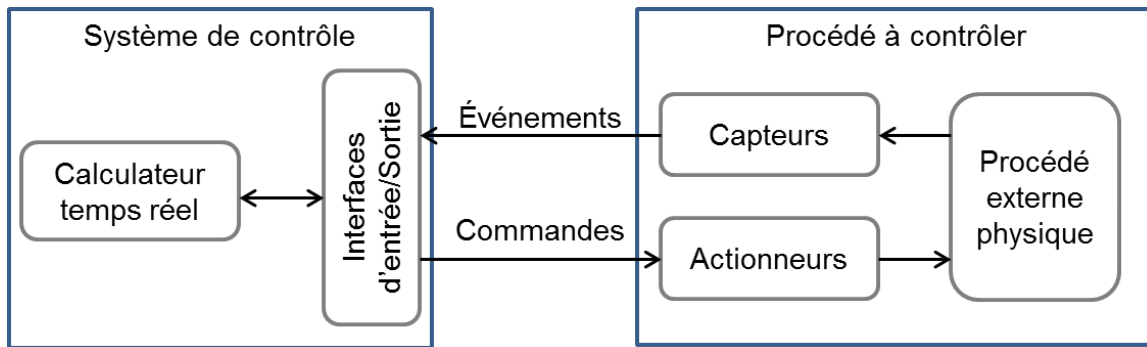 Système de contrôle
Procédé à contrôler
Calculateur
temps réel
Interfaces
d'entrée/Sortie
Événements
Commandes
Capteurs
Actionneurs
Procédé
externe
physique